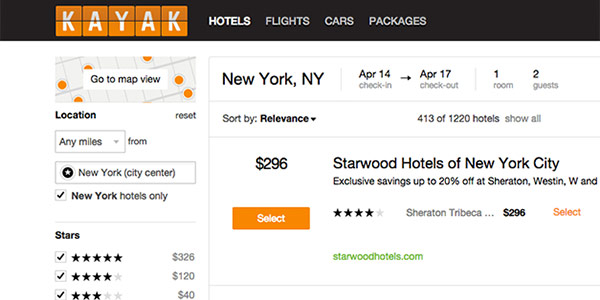 KAYAK HOTELS FLIGHTS CARS PACKAGES
Go to map view
Location reset
Any miles from
New York (city center)
New York hotels only
Stars
$326
$120
$40
New York, NY Apr 14 → Apr 17 1 2
check-in check-out room guests
Sort by: Relevance 413 of 1220 hotels show all
$296 Starwood Hotels of New York City
Exclusive savings up to 20% off at Sheraton, Westin, W and
Select Sheraton Tribeca ... $296 Select
starwoodhotels.com